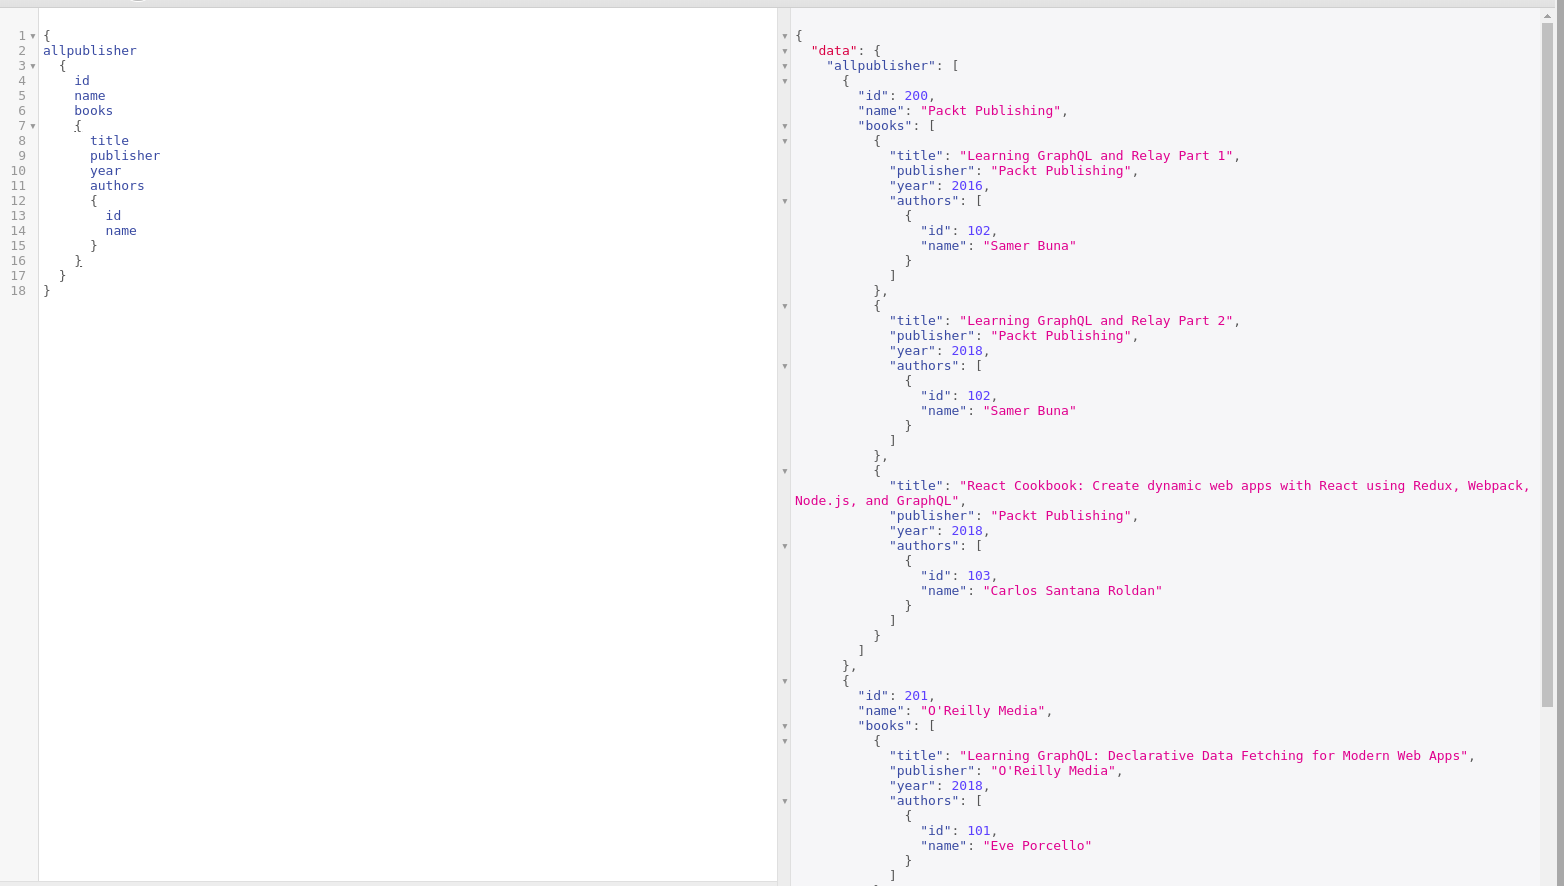 1 {
2 allpublisher
3 {
4 id
5 name
6 books
7 {
8 title
9 publisher
10 year
11 authors
12 {
13 id
14 name
15 }
16 }
17 }
18 }
{
"data": {
"allpublisher": [
{
"id": 200,
"name": "Packt Publishing",
"books": [
{
"title": "Learning GraphQL and Relay Part 1",
"publisher": "Packt Publishing",
"year": 2016,
"authors": [
{
"id": 102,
"name": "Samer Buna"
}
]
},
{
"title": "Learning GraphQL and Relay Part 2",
"publisher": "Packt Publishing",
"year": 2018,
"authors": [
{
"id": 102,
"name": "Samer Buna"
}
]
},
{
"title": "React Cookbook: Create dynamic web apps with React using Redux, Webpack,
Node.js, and GraphQL",
"publisher": "Packt Publishing",
"year": 2018,
"authors": [
{
"id": 103,
"name": "Carlos Santana Roldan"
}
]
}
]
},
{
"id": 201,
"name": "O'Reilly Media",
"books": [
{
"title": "Learning GraphQL: Declarative Data Fetching for Modern Web Apps",
"publisher": "O'Reilly Media",
"year": 2018,
"authors": [
{
"id": 101,
"name": "Eve Porcello"
}
]